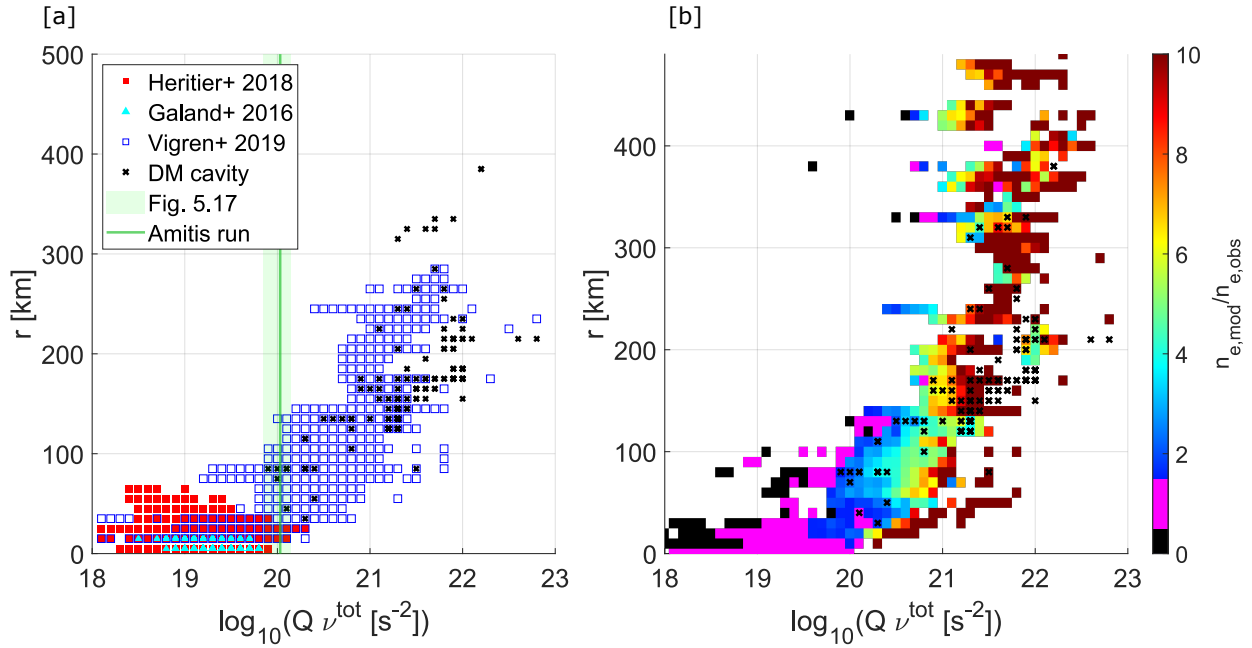 [a]
[b]
500
400
300
200
100
0
r [km]
Heritier+ 2018
Galand+ 2016
Vigren+ 2019
DM cavity
Fig. 5.17
Amitis run
18
19
20
21
22
23
log10(Q ν^tot [s^-2])
400
300
200
100
0
r [km]
18
19
20
21
22
23
log10(Q ν^tot [s^-2])
10
8
6
4
2
0
n_e,mod/n_e,obs